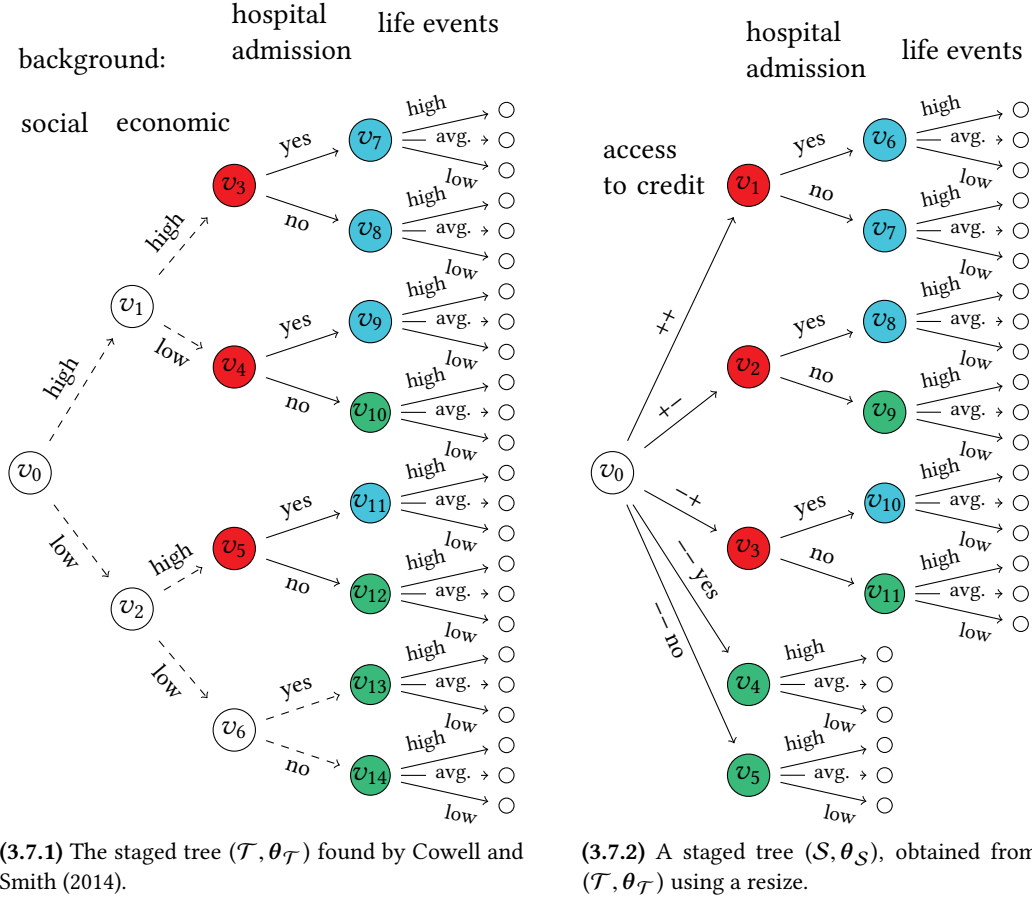 background:
social economic
hospital
admission
life events
v0
high
low
v1
v2
high
low
high
low
v3
v4
v5
v6
yes
no
yes
no
yes
no
yes
no
v7
v8
v9
v10
v11
v12
v13
v14
high
avg.
low
high
avg.
low
high
avg.
low
high
avg.
low
high
avg.
low
high
avg.
low
high
avg.
low
high
avg.
low
(3.7.1) The staged tree (𝒯, θ𝒯) found by Cowell and
Smith (2014).
access
to credit
hospital
admission
life events
v0
++
+−
−+
−− yes
−− no
v1
v2
v3
v4
v5
yes
no
yes
no
yes
no
v6
v7
v8
v9
v10
v11
high
avg.
low
high
avg.
low
high
avg.
low
high
avg.
low
high
avg.
low
high
avg.
low
high
avg.
low
high
avg.
low
(3.7.2) A staged tree (𝒮, θ𝒮), obtained from
(𝒯, θ𝒯) using a resize.